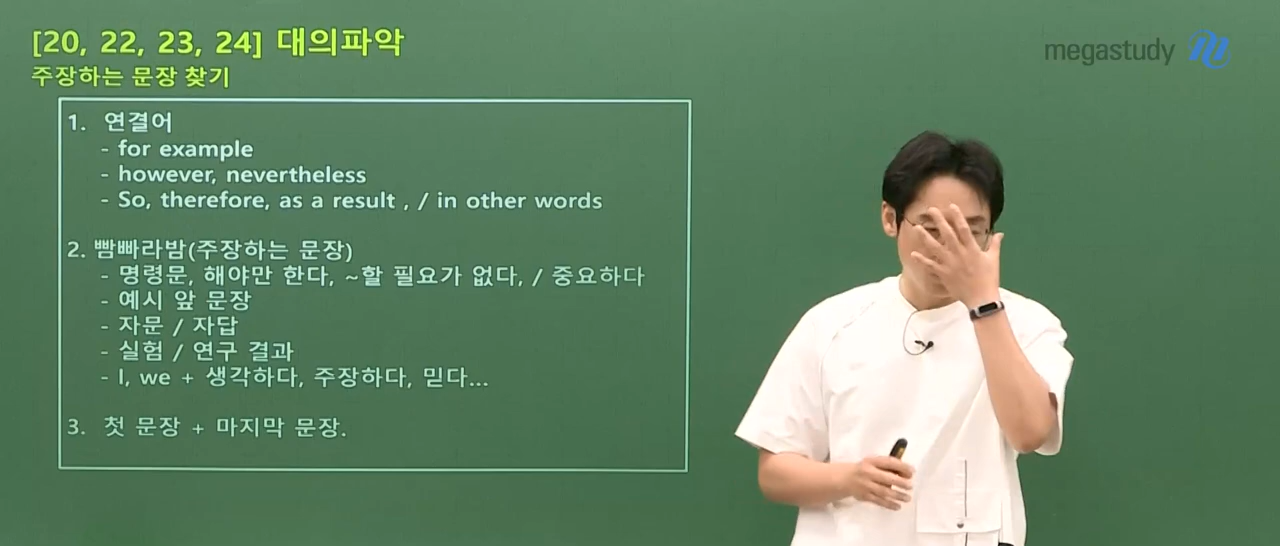 [20, 22, 23, 24] 대의파악
주장하는 문장 찾기
megastudy
1. 연결어
- for example
- however, nevertheless
- So, therefore, as a result , / in other words
2. 빰빠라밤(주장하는 문장)
- 명령문, 해야만 한다, ~할 필요가 없다, / 중요하다
- 예시 앞 문장
- 자문 / 자답
- 실험 / 연구 결과
- I, we + 생각하다, 주장하다, 믿다...
3. 첫 문장 + 마지막 문장.